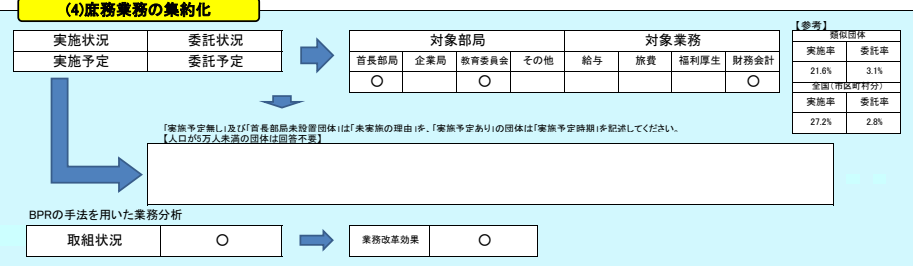 (4)庶務業務の集約化
実施状況 委託状況
実施予定 委託予定
対象部局 対象業務
首長部局 企業局 教育委員会 その他 給与 旅費 福利厚生 財務会計
○ ○ ○
【参考】
類似団体
実施率 委託率
21.6% 3.1%
全国(市区町村分)
実施率 委託率
27.2% 2.8%
「実施予定無し」及び「首長部局未設置団体」は「未実施の理由」を、「実施予定あり」の団体は「実施予定時期」を記述してください。
【人口が5万人未満の団体は回答不要】
BPRの手法を用いた業務分析
取組状況 ○ 業務改革効果 ○